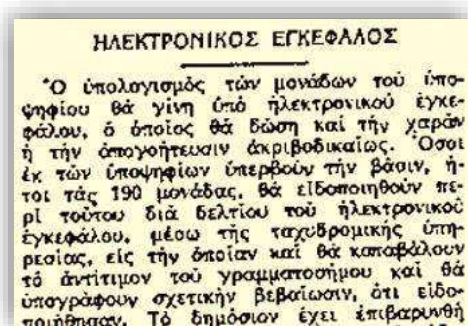 ΗΛΕΚΤΡΟΝΙΚΟΣ ΕΓΚΕΦΑΛΟΣ
Ὁ ὑπολογισμὸς τῶν μονάδων τοῦ ὑπο-
ψηφίου θὰ γίνῃ ὑπὸ ἠλεκτρονικοῦ ἐγκε-
φάλου, ὁ ὁποῖος θὰ δώσῃ καὶ τὴν χαρὰν
ἢ τὴν ἀπογοήτευσιν ἀκριβοδικαίως. Ὅσοι
ἐκ τῶν ὑποψηφίων ὑπερβοῦν τὴν βάσιν, ἤ-
τοι τὰς 190 μονάδας, θὰ εἰδοποιηθοῦν πε-
ρὶ τούτου διὰ δελτίου τοῦ ἠλεκτρονικοῦ
ἐγκεφάλου, μέσω τῆς ταχυδρομικῆς ὑπη-
ρεσίας, εἰς τὴν ὁποίαν καὶ θὰ καταβάλουν
τὸ ἀντίτιμον τοῦ γραμματοσήμου καὶ θὰ
ὑπογράφουν σχετικὴν βεβαίωσιν, ὅτι εἰδο-
ποιήθησαν. Τὸ δημόσιον ἔχει ἐπιβαρυνθῆ